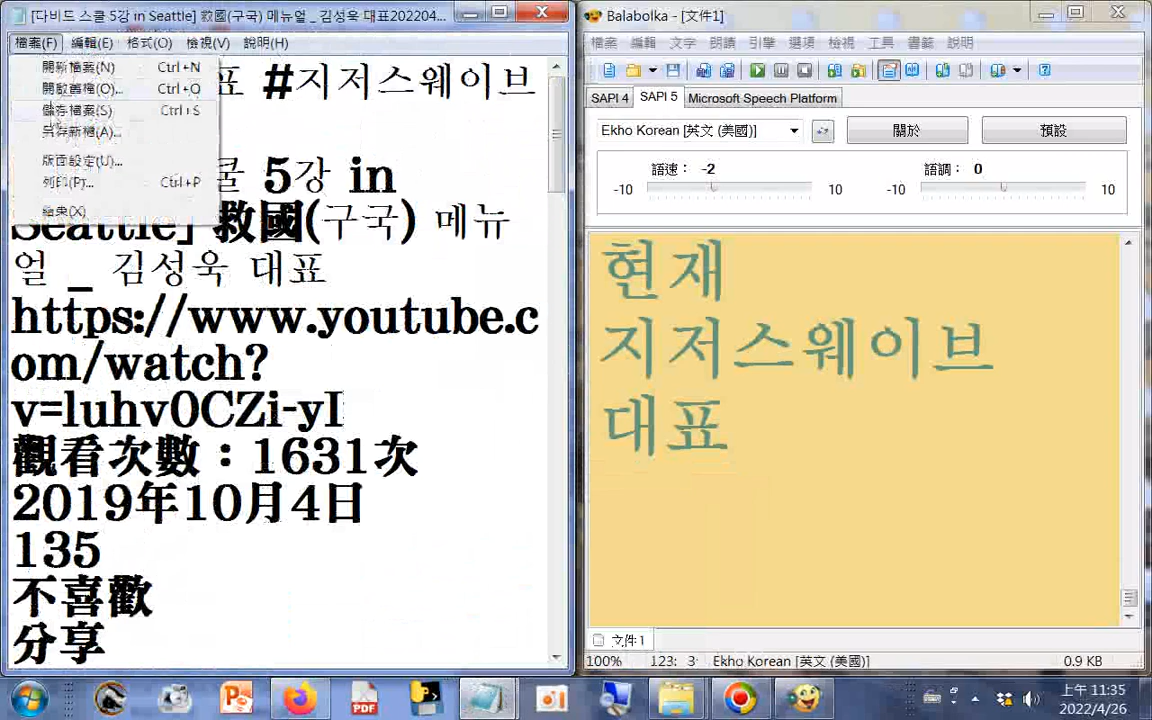 [다비드 스쿨 5강 in Seattle] 救國(구국) 메뉴얼 _ 김성욱 대표202204...
檔案(F) 編輯(E) 格式(O) 檢視(V) 說明(H)
開新檔案(N) Ctrl+N
開啟舊檔(O)... Ctrl+O
儲存檔案(S) Ctrl+S
另存新檔(A)...
版面設定(U)...
列印(P)... Ctrl+P
結束(X)
표 #지저스웨이브
쿨 5강 in
Seattle] 救國(구국) 메뉴
얼 _ 김성욱 대표
https://www.youtube.c
om/watch?
v=luhv0CZi-yI
觀看次數：1631次
2019年10月4日
135
不喜歡
分享
Balabolka - [文件1]
檔案 編輯 文字 朗讀 引擎 選項 檢視 工具 書籤 說明
SAPI 4 SAPI 5 Microsoft Speech Platform
Ekho Korean [英文 (美國)] 關於 預設
語速： -2 語調： 0
-10 10 -10 10
현재
지저스웨이브
대표
文件1
100% 123: 3 Ekho Korean [英文 (美國)] 0.9 KB
上午 11:35
2022/4/26